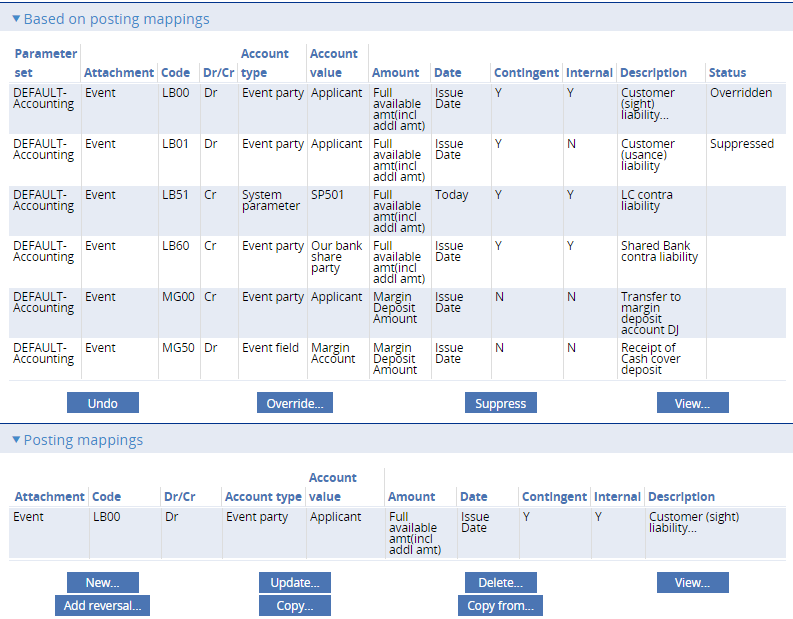 ▼Based on posting mappings
Parameter set Attachment Code Dr/Cr Account type Account value Amount Date Contingent Internal Description Status
DEFAULT-Accounting Event LB00 Dr Event party Applicant Full available amt(incl addl amt) Issue Date Y Y Customer (sight) liability... Overridden
DEFAULT-Accounting Event LB01 Dr Event party Applicant Full available amt(incl addl amt) Issue Date Y N Customer (usance) liability Suppressed
DEFAULT-Accounting Event LB51 Cr System parameter SP501 Full available amt(incl addl amt) Today Y Y LC contra liability
DEFAULT-Accounting Event LB60 Cr Event party Our bank share party Full available amt(incl addl amt) Issue Date Y Y Shared Bank contra liability
DEFAULT-Accounting Event MG00 Cr Event party Applicant Margin Deposit Amount Issue Date N N Transfer to margin deposit account DJ
DEFAULT-Accounting Event MG50 Dr Event field Margin Account Margin Deposit Amount Issue Date N N Receipt of Cash cover deposit
Undo Override... Suppress View...
▼Posting mappings
Attachment Code Dr/Cr Account type Account value Amount Date Contingent Internal Description
Event LB00 Dr Event party Applicant Full available amt(incl addl amt) Issue Date Y Y Customer (sight) liability...
New... Update... Delete... View...
Add reversal... Copy... Copy from...